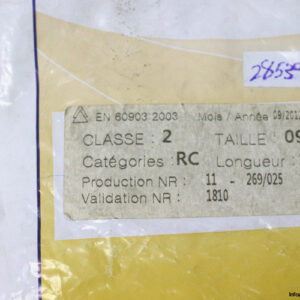 EN 60903 2003 Mois / Année 09/201
CLASSE : 2 TAILLE : 09
Catégories : RC Longueur :
Production NR : 11 - 269/025
Validation NR : 1810